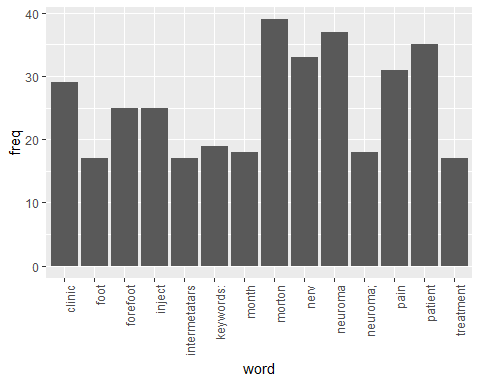 40
30
20
10
0
freq
clinic
foot
forefoot
inject
intermetatars
keywords:
month
morton
nerv
neuroma
neuroma;
pain
patient
treatment
word